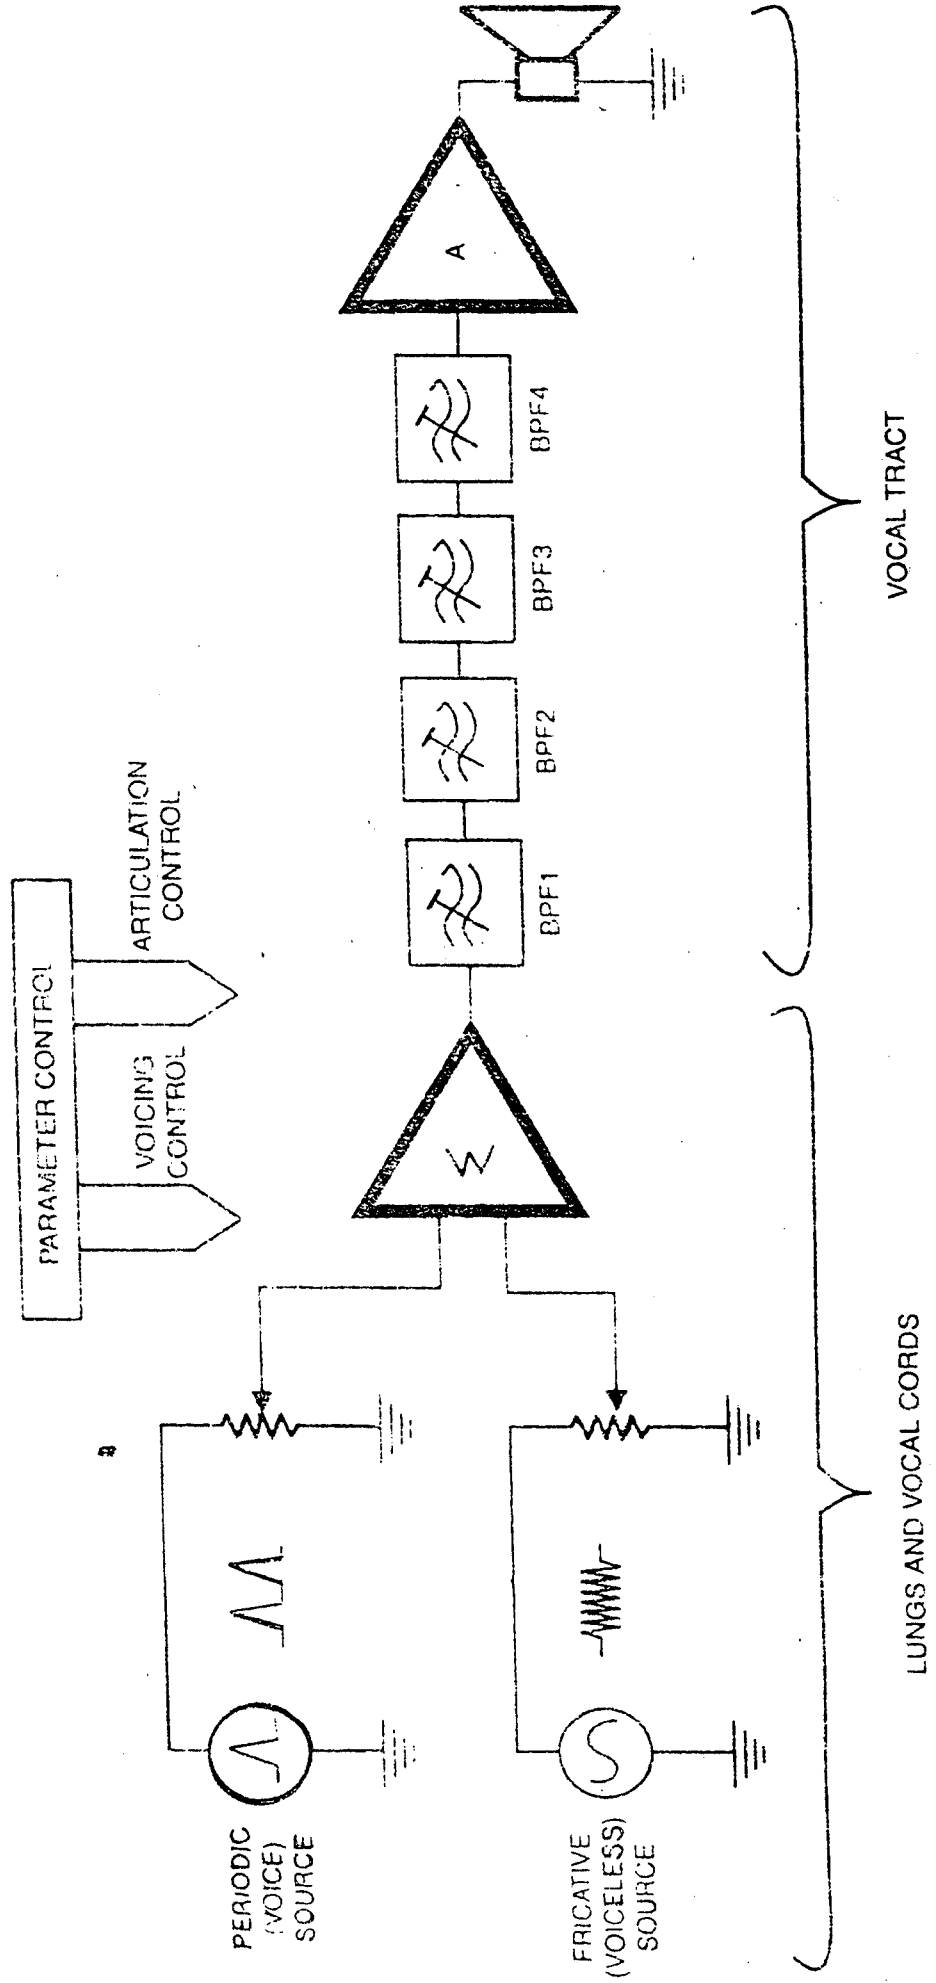 PARAMETER CONTROL
VOICING
CONTROL
ARTICULATION
CONTROL
PERIODIC
(VOICE)
SOURCE
FRICATIVE
(VOICELESS)
SOURCE
W
BPF1
BPF2
BPF3
BPF4
A
LUNGS AND VOCAL CORDS
VOCAL TRACT